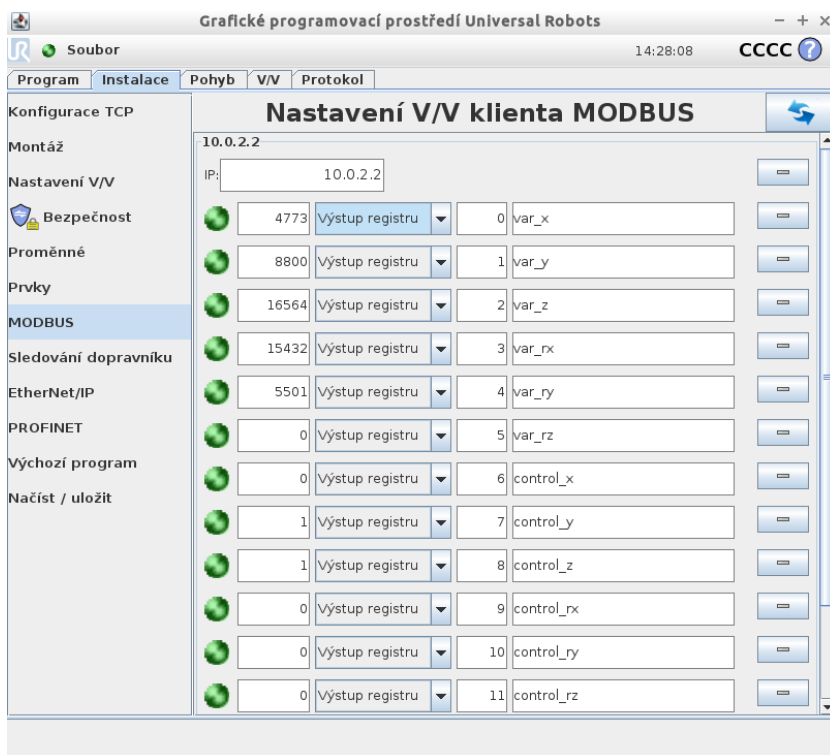 Grafické programovací prostředí Universal Robots
Soubor 14:28:08 CCCC ?
Program Instalace Pohyb V/V Protokol
Konfigurace TCP
Montáž
Nastavení V/V
Bezpečnost
Proměnné
Prvky
MODBUS
Sledování dopravníku
EtherNet/IP
PROFINET
Výchozí program
Načíst / uložit
Nastavení V/V klienta MODBUS
10.0.2.2
IP: 10.0.2.2
4773 Výstup registru 0 var_x
8800 Výstup registru 1 var_y
16564 Výstup registru 2 var_z
15432 Výstup registru 3 var_rx
5501 Výstup registru 4 var_ry
0 Výstup registru 5 var_rz
0 Výstup registru 6 control_x
1 Výstup registru 7 control_y
1 Výstup registru 8 control_z
0 Výstup registru 9 control_rx
0 Výstup registru 10 control_ry
0 Výstup registru 11 control_rz